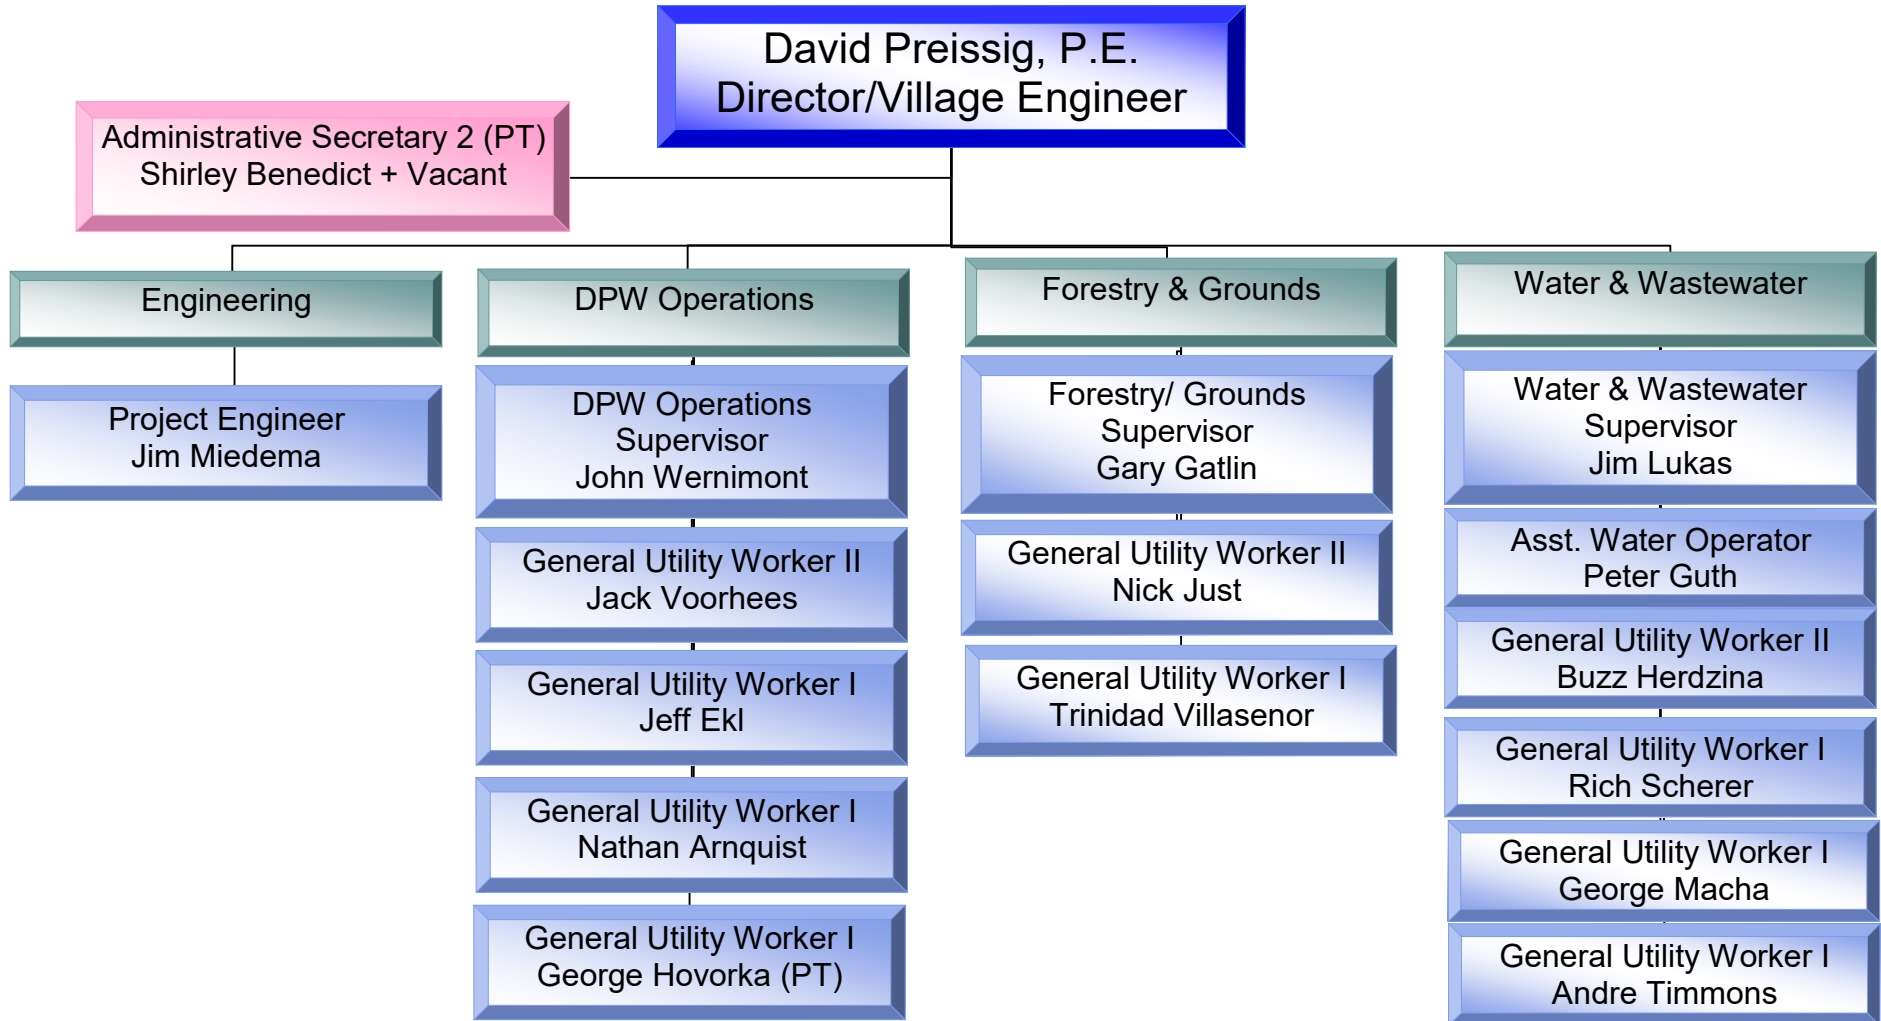 David Preissig, P.E.
Director/Village Engineer
Administrative Secretary 2 (PT)
Shirley Benedict + Vacant
Engineering
Project Engineer
Jim Miedema
DPW Operations
DPW Operations
Supervisor
John Wernimont
General Utility Worker II
Jack Voorhees
General Utility Worker I
Jeff Ekl
General Utility Worker I
Nathan Arnquist
General Utility Worker I
George Hovorka (PT)
Forestry & Grounds
Forestry/ Grounds
Supervisor
Gary Gatlin
General Utility Worker II
Nick Just
General Utility Worker I
Trinidad Villasenor
Water & Wastewater
Water & Wastewater
Supervisor
Jim Lukas
Asst. Water Operator
Peter Guth
General Utility Worker II
Buzz Herdzina
General Utility Worker I
Rich Scherer
General Utility Worker I
George Macha
General Utility Worker I
Andre Timmons